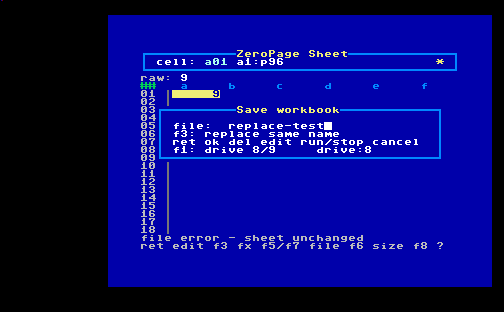 ZeroPage Sheet
cell: a01 a1:p96 *
raw: 9
## a b c d e f
01 9
02
03 Save workbook
04
05 file: replace-test
06 f3: replace same name
07 ret ok del edit run/stop cancel
08 f1: drive 8/9 drive:8
09
10
11
12
13
14
15
16
17
18
file error - sheet unchanged
ret edit f3 fx f5/f7 file f6 size f8 ?